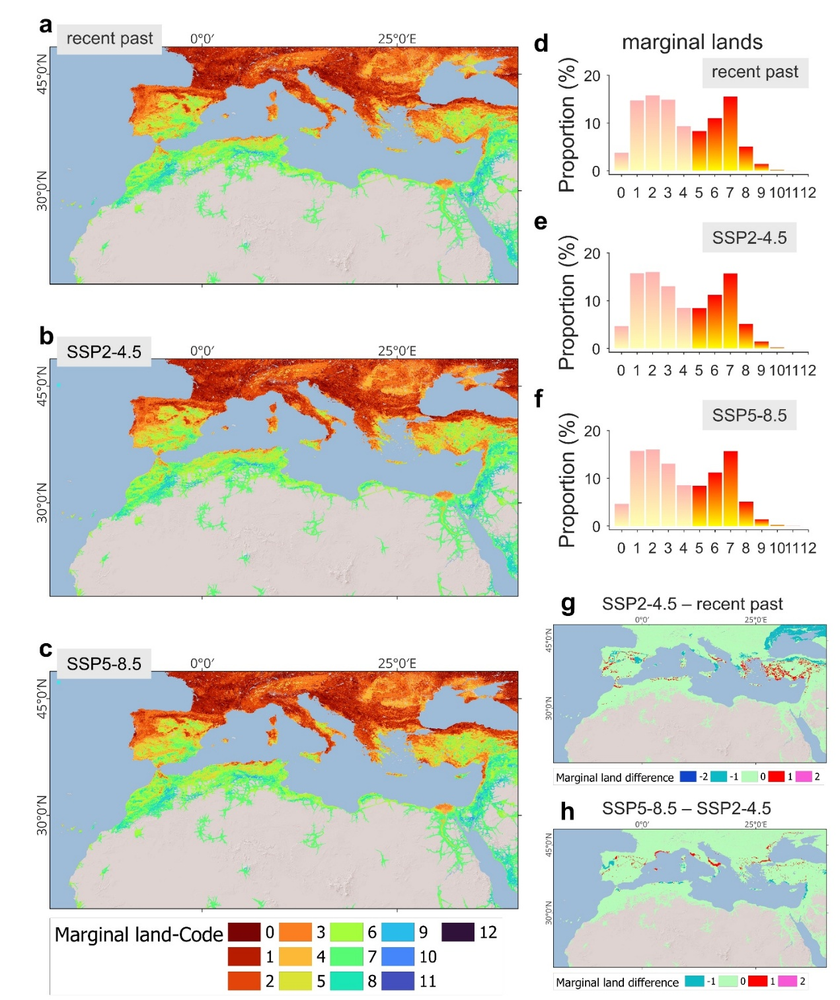 a
recent past
0°0′
25°0′E
45°0′N
30°0′N
b
SSP2-4.5
0°0′
25°0′E
45°0′N
30°0′N
c
SSP5-8.5
0°0′
25°0′E
45°0′N
30°0′N
Marginal land-Code
0 3 6 9 12
1 4 7 10
2 5 8 11
d
marginal lands
recent past
Proportion (%)
20
10
0
0 1 2 3 4 5 6 7 8 9 10 11 12
e
SSP2-4.5
Proportion (%)
20
10
0
0 1 2 3 4 5 6 7 8 9 10 11 12
f
SSP5-8.5
Proportion (%)
20
10
0
0 1 2 3 4 5 6 7 8 9 10 11 12
g
SSP2-4.5 – recent past
0°0′
25°0′E
45°0′N
30°0′N
Marginal land difference -2 -1 0 1 2
h
SSP5-8.5 – SSP2-4.5
0°0′
25°0′E
45°0′N
30°0′N
Marginal land difference -1 0 1 2